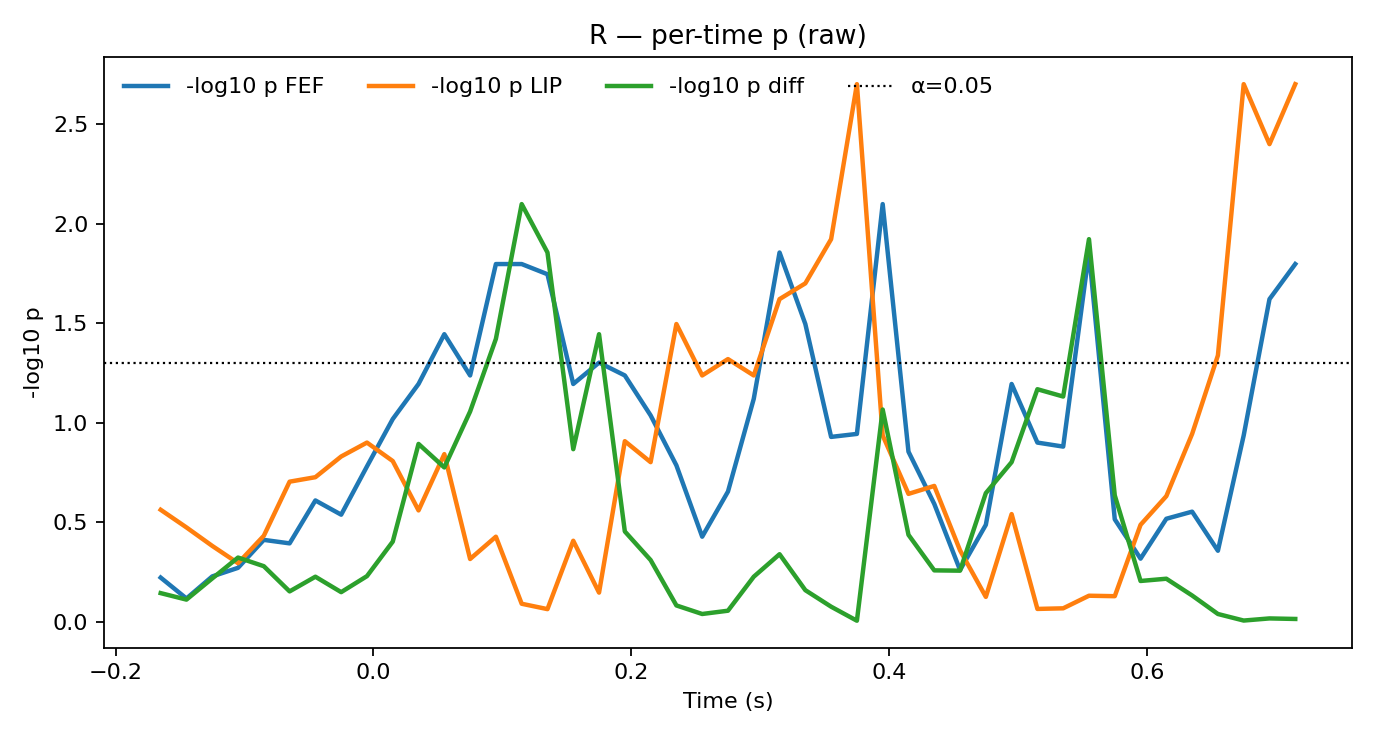 R — per-time p (raw)
-log10 p FEF
-log10 p LIP
-log10 p diff
α=0.05
-log10 p
2.5
2.0
1.5
1.0
0.5
0.0
−0.2
0.0
0.2
0.4
0.6
Time (s)